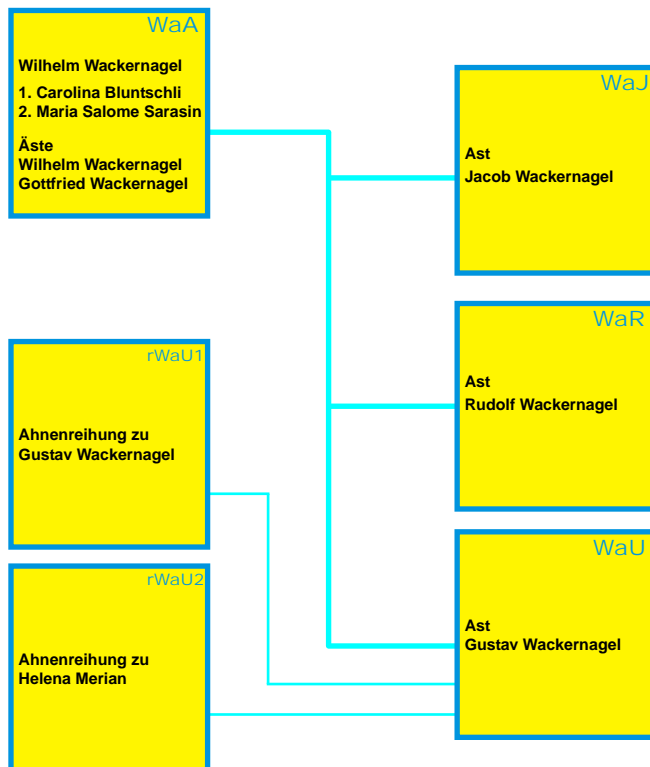 WaA
Wilhelm Wackernagel
1. Carolina Bluntschli
2. Maria Salome Sarasin
Äste
Wilhelm Wackernagel
Gottfried Wackernagel
WaJ
Ast
Jacob Wackernagel
WaR
Ast
Rudolf Wackernagel
rWaU1
Ahnenreihung zu
Gustav Wackernagel
WaU
Ast
Gustav Wackernagel
rWaU2
Ahnenreihung zu
Helena Merian